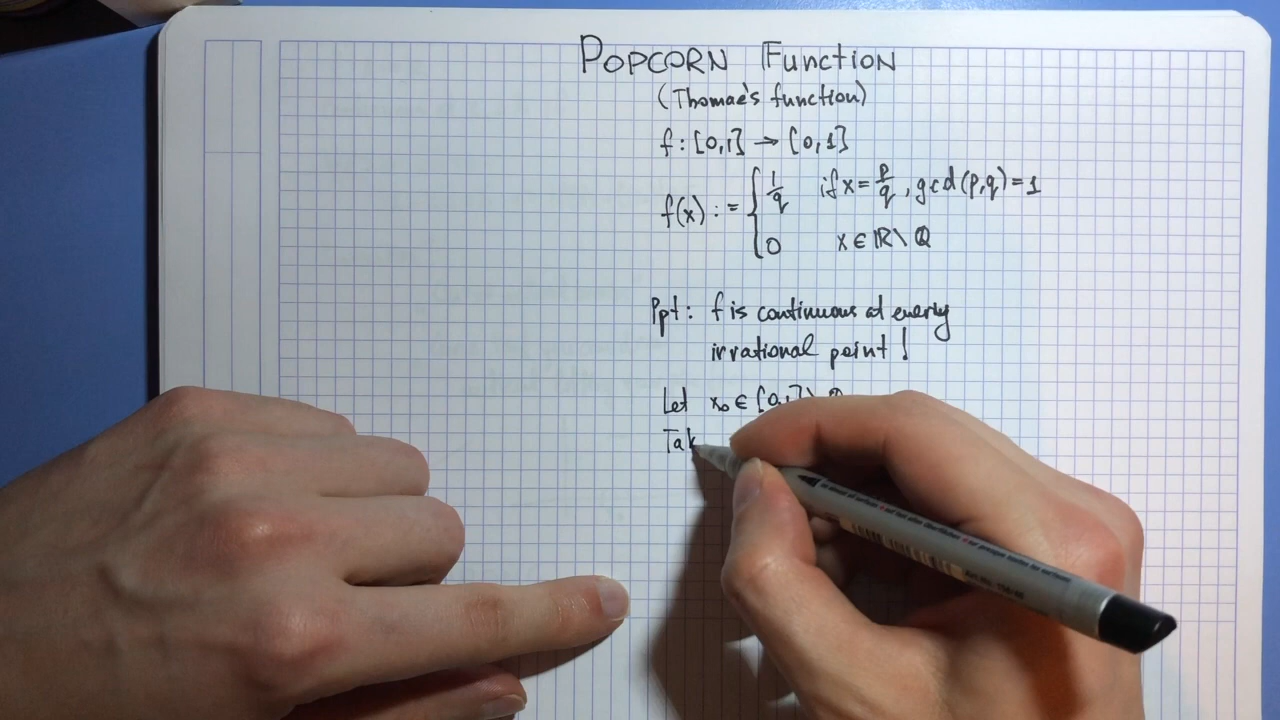 POPCORN Function
(Thomae's function)
f : [0,1] → [0,1]
f(x) := { 1/q if x = p/q , gcd(p,q) = 1
0 x ∈ ℝ \ ℚ
Ppt: f is continuous at every
irrational point !
Let x₀ ∈ [0,1] \ ℚ
Tak